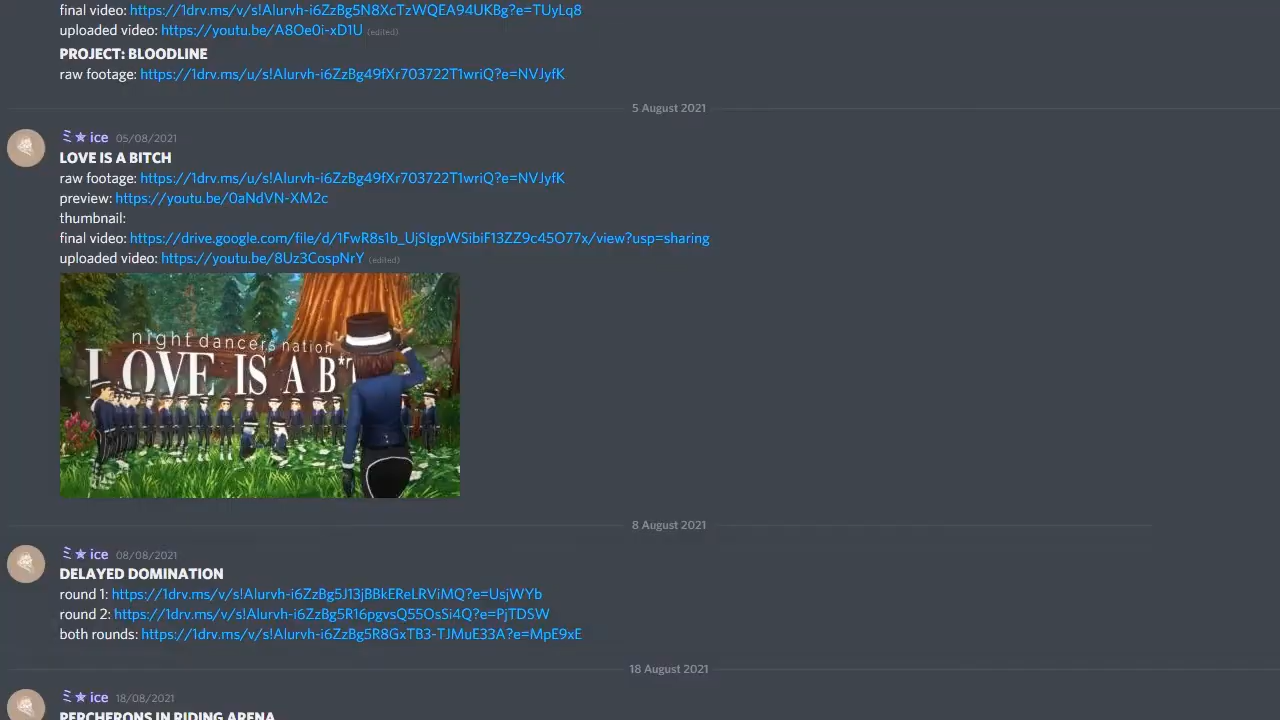 final video: https://1drv.ms/v/s!Alurvh-i6ZzBg5N8XcTzWQEA94UKBg?e=TUyLq8
uploaded video: https://youtu.be/A8Oe0i-xD1U (edited)
PROJECT: BLOODLINE
raw footage: https://1drv.ms/u/s!Alurvh-i6ZzBg49fXr703722T1wriQ?e=NVJyfK
5 August 2021
ミ★ ice 05/08/2021
LOVE IS A BITCH
raw footage: https://1drv.ms/u/s!Alurvh-i6ZzBg49fXr703722T1wriQ?e=NVJyfK
preview: https://youtu.be/0aNdVN-XM2c
thumbnail:
final video: https://drive.google.com/file/d/1FwR8s1b_UjSIgpWSibiF13ZZ9c45O77x/view?usp=sharing
uploaded video: https://youtu.be/8Uz3CospNrY (edited)
night dancers nation
LOVE IS A B*T
8 August 2021
ミ★ ice 08/08/2021
DELAYED DOMINATION
round 1: https://1drv.ms/v/s!Alurvh-i6ZzBg5J13jBBkEReLRViMQ?e=UsjWYb
round 2: https://1drv.ms/v/s!Alurvh-i6ZzBg5R16pgvsQ55OsSi4Q?e=PjTDSW
both rounds: https://1drv.ms/v/s!Alurvh-i6ZzBg5R8GxTB3-TJMuE33A?e=MpE9xE
18 August 2021
ミ★ ice 18/08/2021
PERCHERONS IN RIDING ARENA